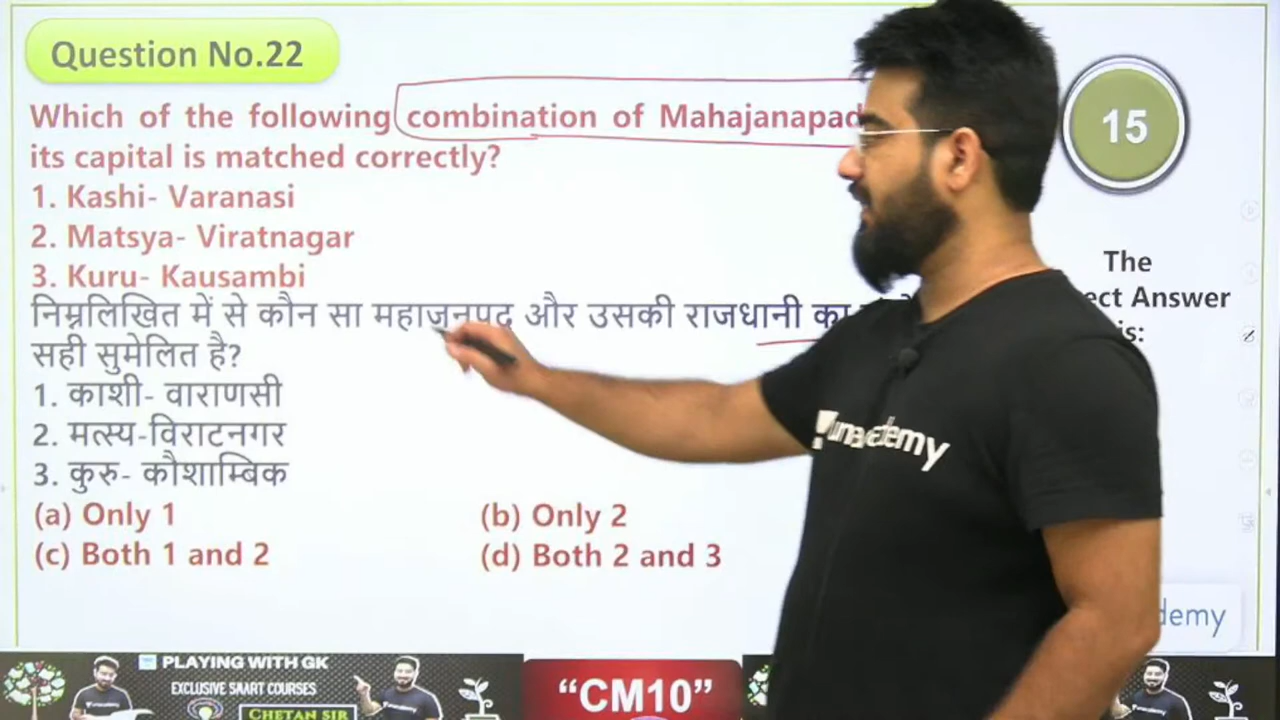 Question No.22
Which of the following combination of Mahajanapad
its capital is matched correctly?
1. Kashi- Varanasi
2. Matsya- Viratnagar
3. Kuru- Kausambi
निम्नलिखित में से कौन सा महाजनपद और उसकी राजधानी का
सही सुमेलित है?
1. काशी- वाराणसी
2. मत्स्य-विराटनगर
3. कुरु- कौशाम्बिक
(a) Only 1
(b) Only 2
(c) Both 1 and 2
(d) Both 2 and 3
15
The
ect Answer
is:
unacademy
demy
PLAYING WITH GK
EXCLUSIVE SAART COURSES
CHETAN SIR
“CM10”